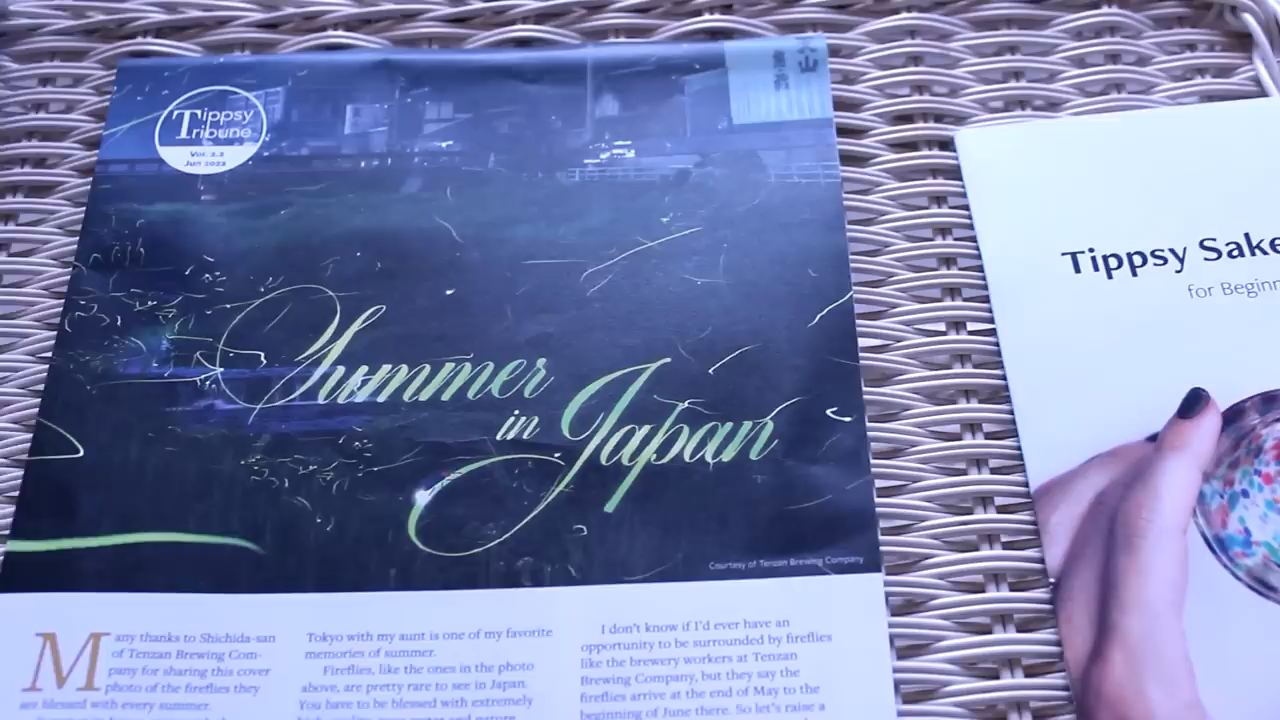 Tippsy
Tribune
Vol. 2.2
Jun 2022
Summer
in Japan
Courtesy of Tenzan Brewing Company
Many thanks to Shichida-san
of Tenzan Brewing Com-
pany for sharing this cover
photo of the fireflies they
are blessed with every summer.
Tokyo with my aunt is one of my favorite
memories of summer.
Fireflies, like the ones in the photo
above, are pretty rare to see in Japan.
You have to be blessed with extremely
I don't know if I'd ever have an
opportunity to be surrounded by fireflies
like the brewery workers at Tenzan
Brewing Company, but they say the
fireflies arrive at the end of May to the
beginning of June there. So let's raise a
Tippsy Sake
for Beginn